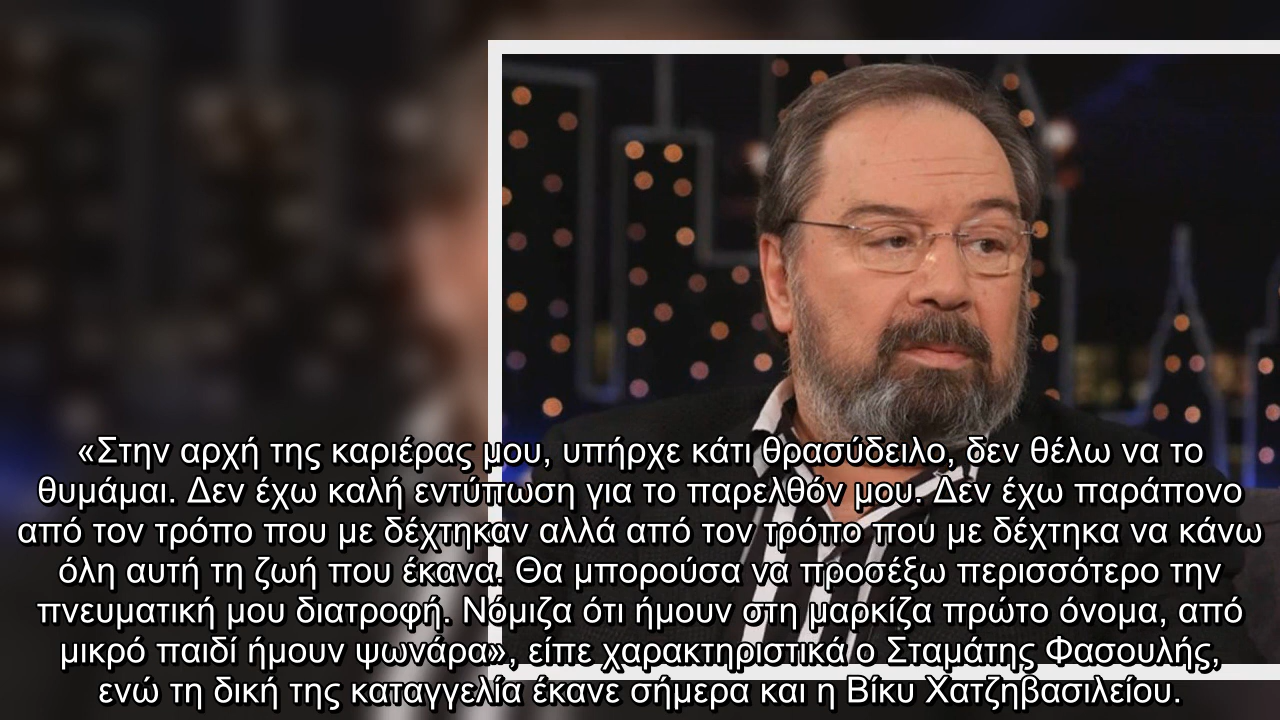 «Στην αρχή της καριέρας μου, υπήρχε κάτι θρασύδειλο, δεν θέλω να το
θυμάμαι. Δεν έχω καλή εντύπωση για το παρελθόν μου. Δεν έχω παράπονο
από τον τρόπο που με δέχτηκαν αλλά από τον τρόπο που με δέχτηκα να κάνω
όλη αυτή τη ζωή που έκανα. Θα μπορούσα να προσέξω περισσότερο την
πνευματική μου διατροφή. Νόμιζα ότι ήμουν στη μαρκίζα πρώτο όνομα, από
μικρό παιδί ήμουν ψωνάρα», είπε χαρακτηριστικά ο Σταμάτης Φασουλής,
ενώ τη δική της καταγγελία έκανε σήμερα και η Βίκυ Χατζηβασιλείου.